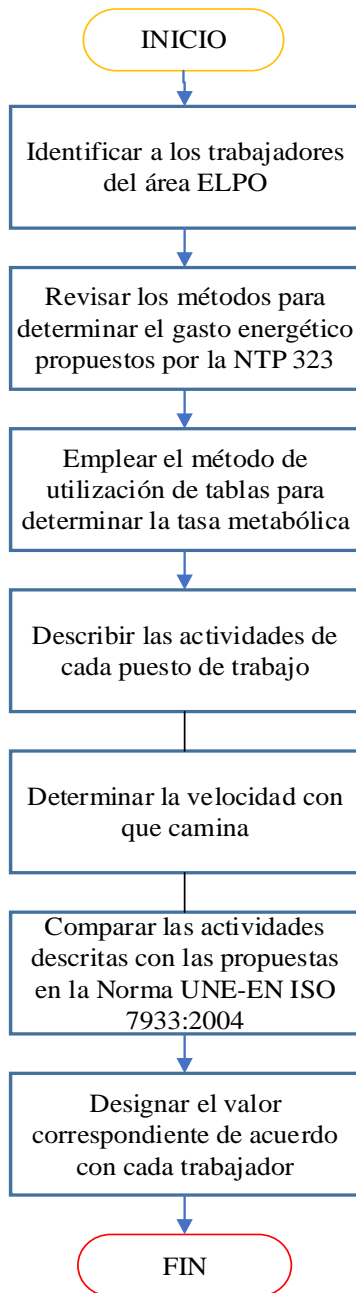 INICIO
Identificar a los trabajadores
del área ELPO
Revisar los métodos para
determinar el gasto energético
propuestos por la NTP 323
Emplear el método de
utilización de tablas para
determinar la tasa metabólica
Describir las actividades de
cada puesto de trabajo
Determinar la velocidad con
que camina
Comparar las actividades
descritas con las propuestas
en la Norma UNE-EN ISO
7933:2004
Designar el valor
correspondiente de acuerdo
con cada trabajador
FIN